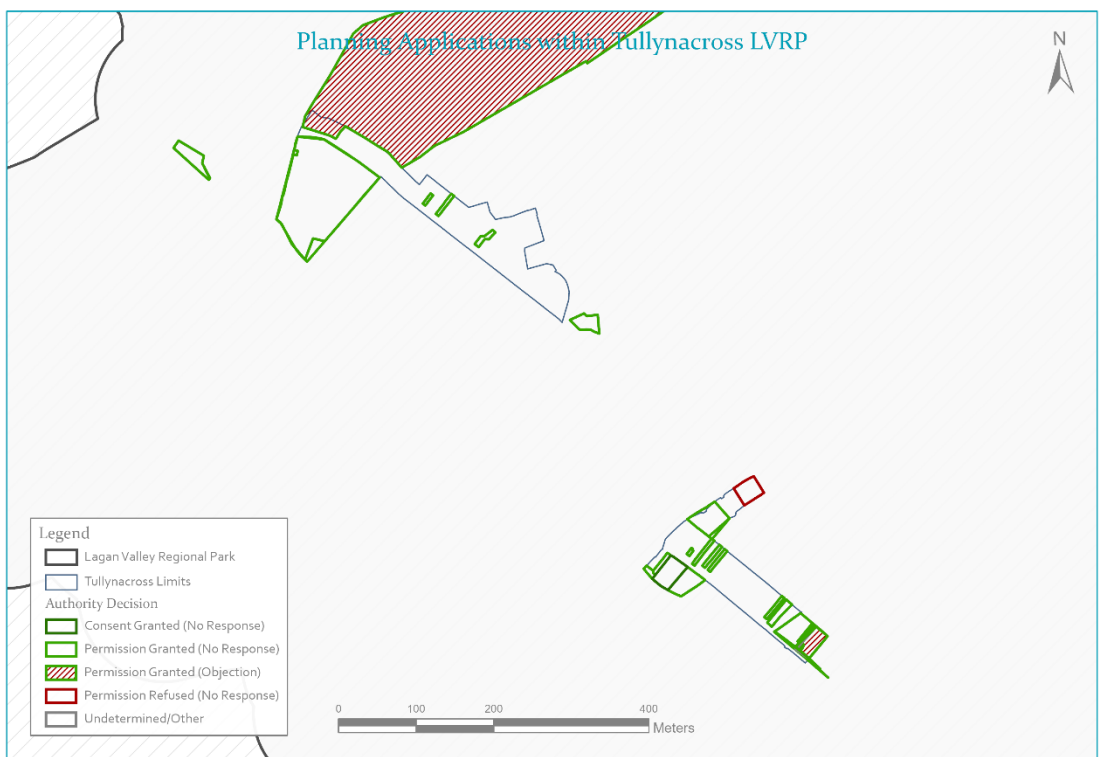 Planning Applications within Tullynacross LVRP
N
Legend
Lagan Valley Regional Park
Tullynacross Limits
Authority Decision
Consent Granted (No Response)
Permission Granted (No Response)
Permission Granted (Objection)
Permission Refused (No Response)
Undetermined/Other
0 100 200 400
Meters